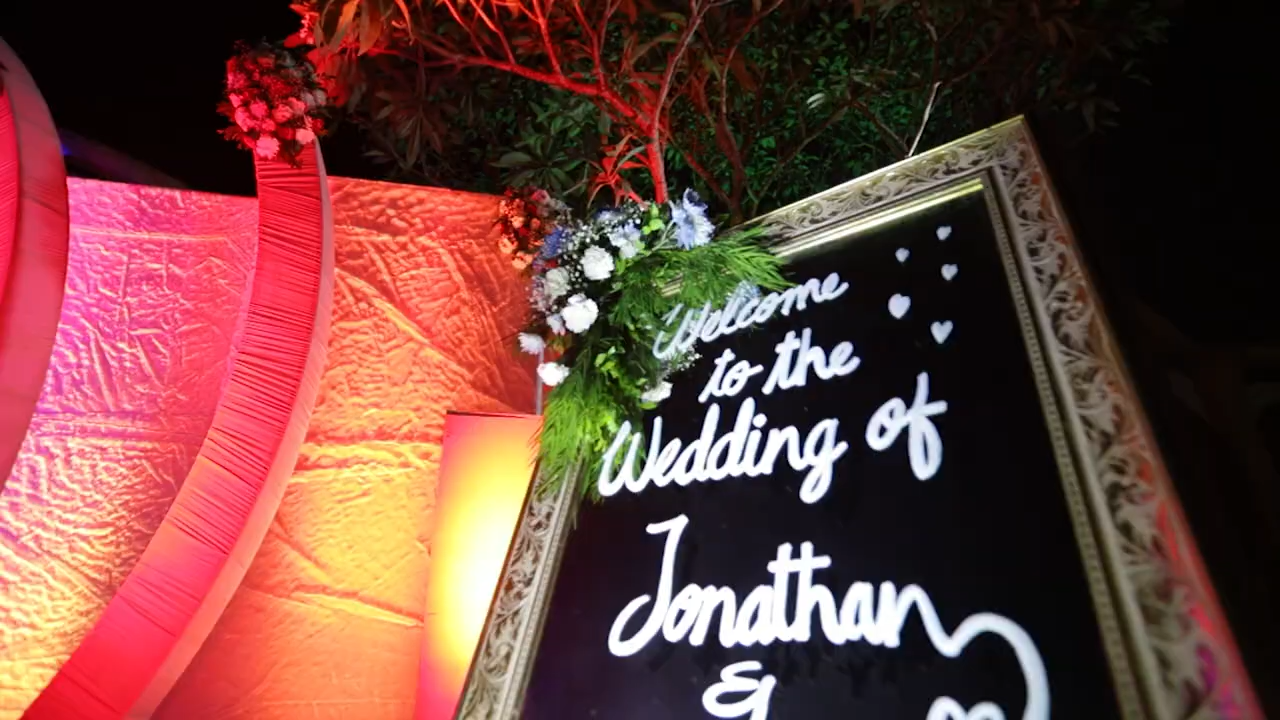 Welcome
to the
Wedding of
Jonathan
&